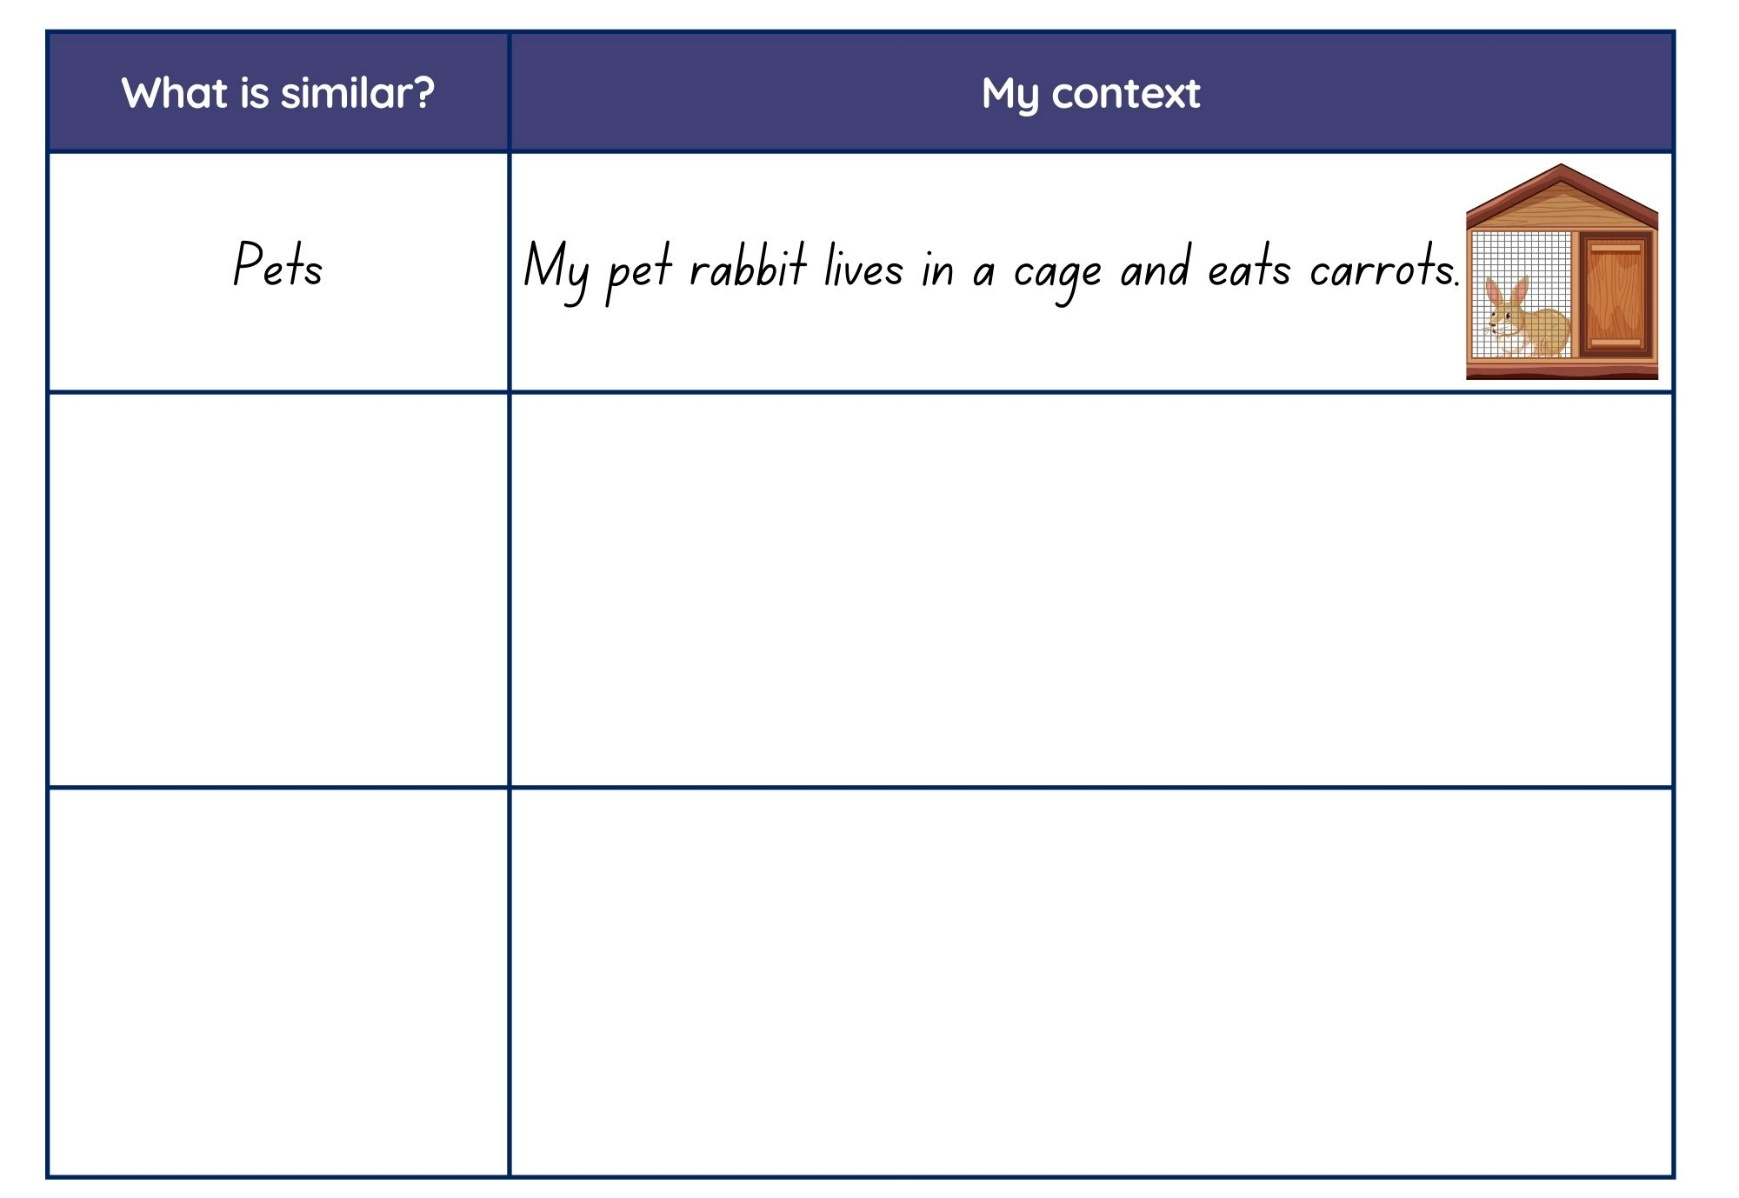 What is similar?
My context
Pets
My pet rabbit lives in a cage and eats carrots.